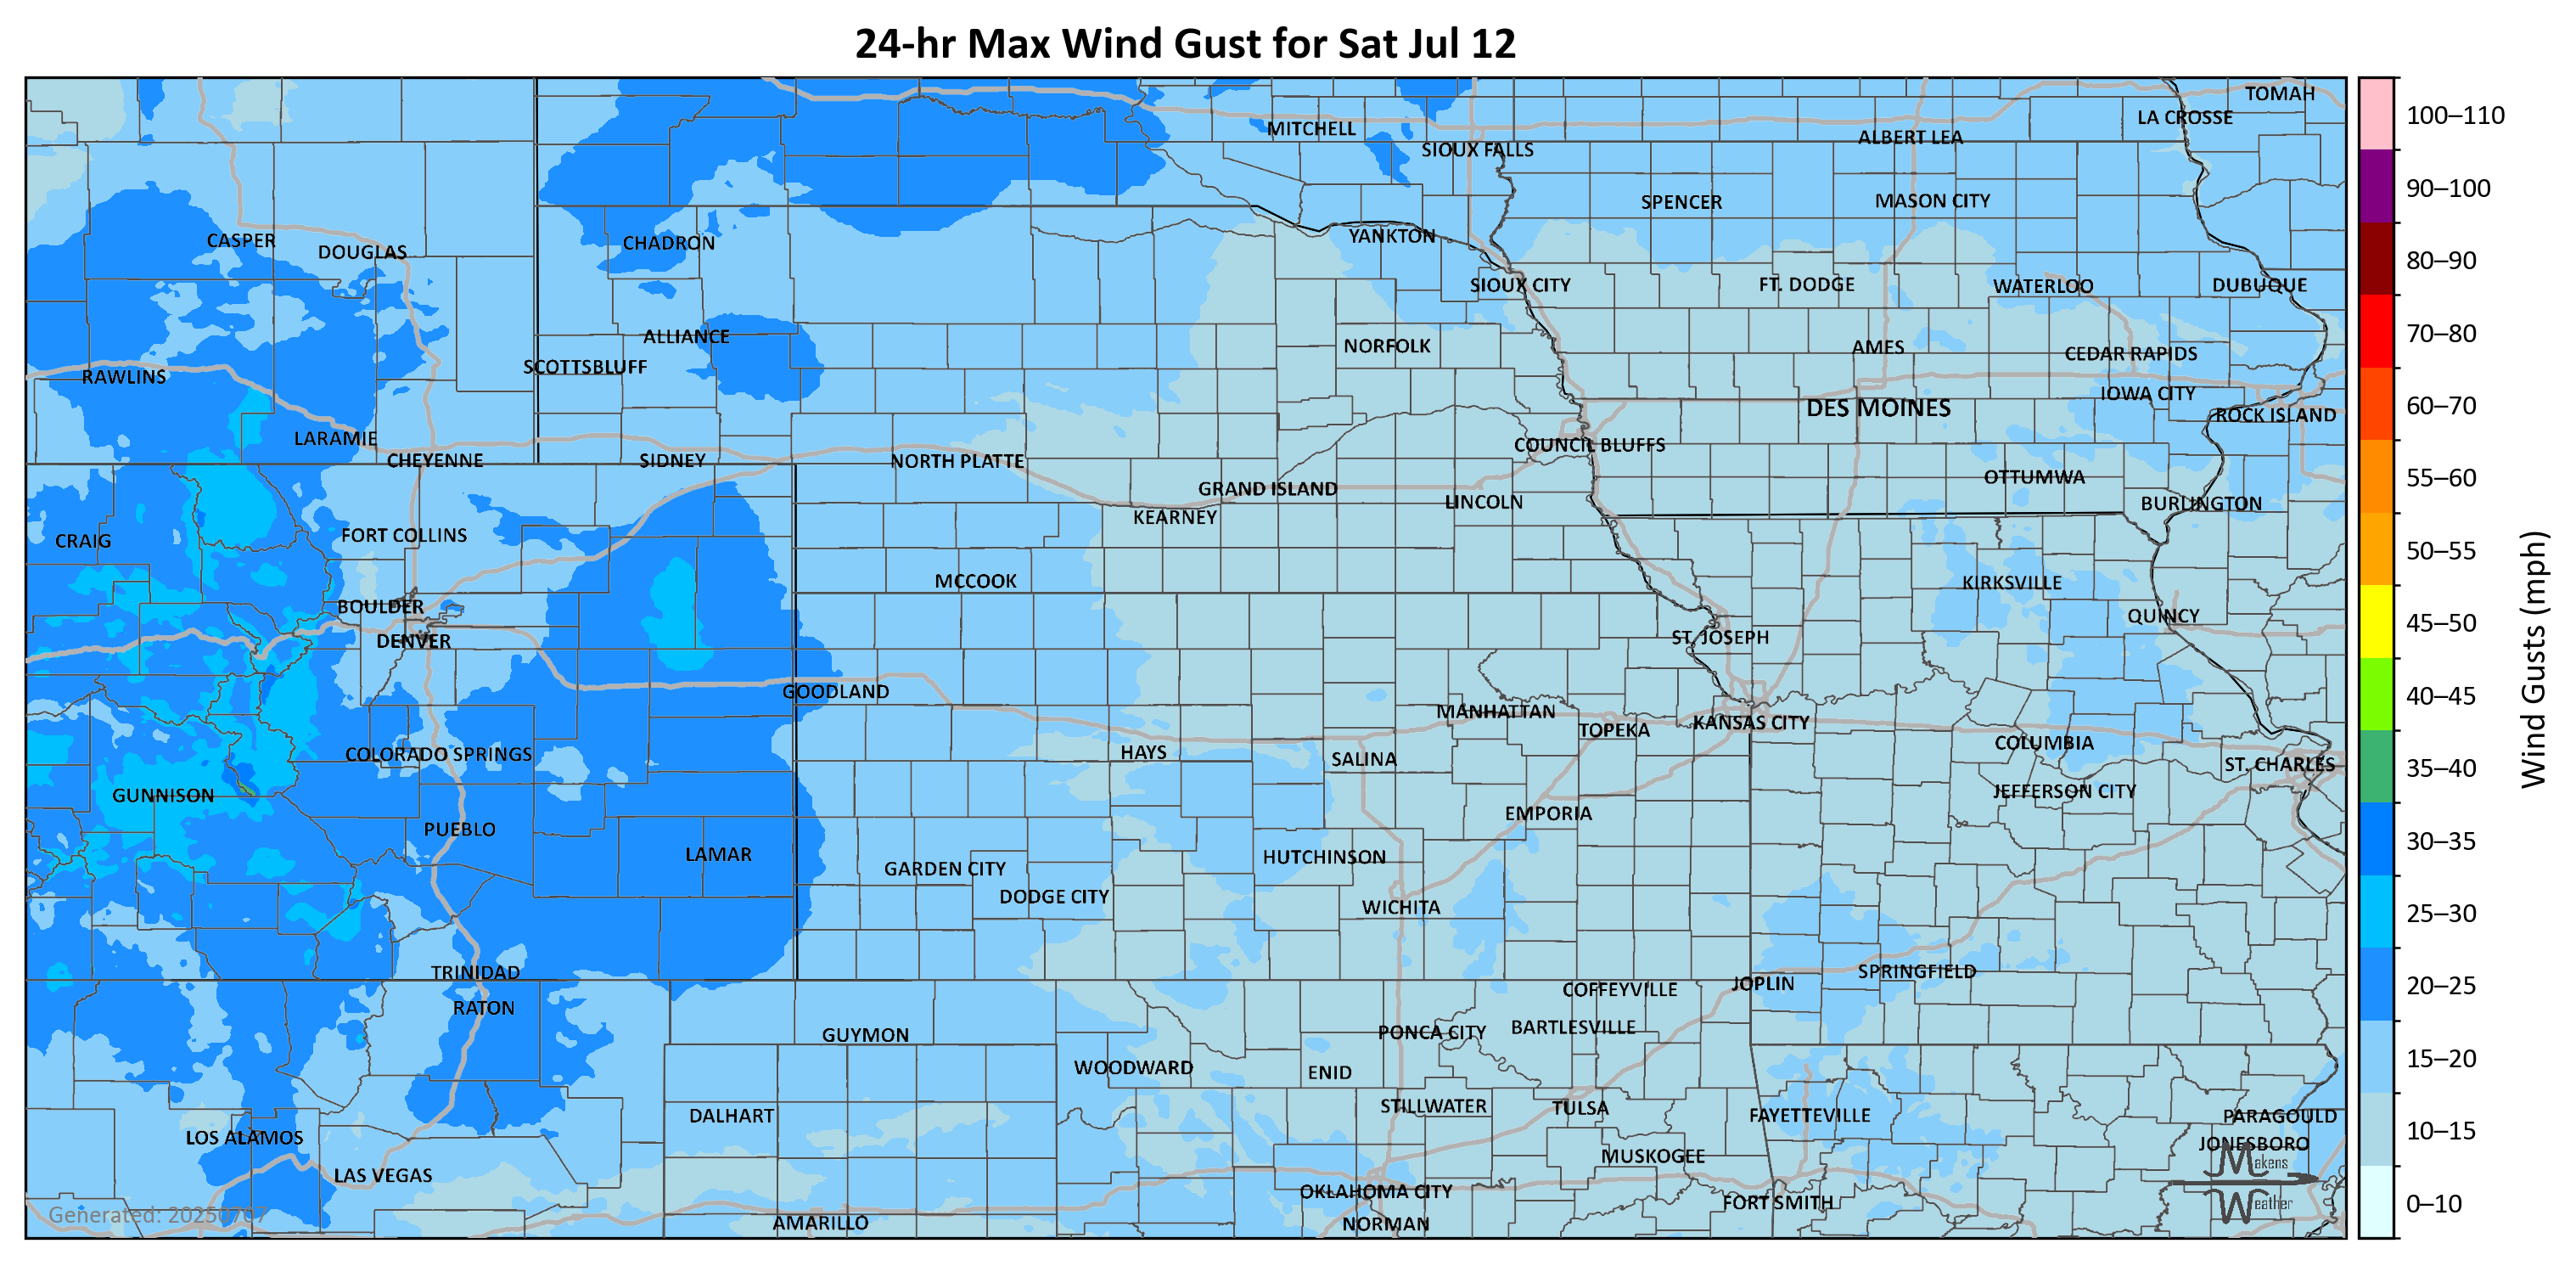 24-hr Max Wind Gust for Sat Jul 12
TOMAH
LA CROSSE
MITCHELL
ALBERT LEA
SIOUX FALLS
SPENCER
MASON CITY
CASPER
DOUGLAS
CHADRON
YANKTON
SIOUX CITY
FT. DODGE
WATERLOO
DUBUQUE
ALLIANCE
NORFOLK
AMES
CEDAR RAPIDS
SCOTTSBLUFF
RAWLINS
IOWA CITY
DES MOINES
ROCK ISLAND
LARAMIE
COUNCIL BLUFFS
CHEYENNE
SIDNEY
NORTH PLATTE
OTTUMWA
GRAND ISLAND
LINCOLN
BURLINGTON
KEARNEY
FORT COLLINS
CRAIG
MCCOOK
KIRKSVILLE
BOULDER
QUINCY
DENVER
ST. JOSEPH
GOODLAND
MANHATTAN
KANSAS CITY
TOPEKA
COLUMBIA
COLORADO SPRINGS
HAYS
SALINA
ST. CHARLES
GUNNISON
JEFFERSON CITY
EMPORIA
PUEBLO
LAMAR
HUTCHINSON
GARDEN CITY
DODGE CITY
WICHITA
TRINIDAD
SPRINGFIELD
JOPLIN
COFFEYVILLE
RATON
GUYMON
PONCA CITY
BARTLESVILLE
WOODWARD
ENID
STILLWATER
TULSA
DALHART
FAYETTEVILLE
PARAGOULD
LOS ALAMOS
JONESBORO
MUSKOGEE
LAS VEGAS
OKLAHOMA CITY
FORT SMITH
AMARILLO
NORMAN
Generated: 20250707
Makens
Weather
100–110
90–100
80–90
70–80
60–70
55–60
50–55
45–50
40–45
35–40
30–35
25–30
20–25
15–20
10–15
0–10
Wind Gusts (mph)